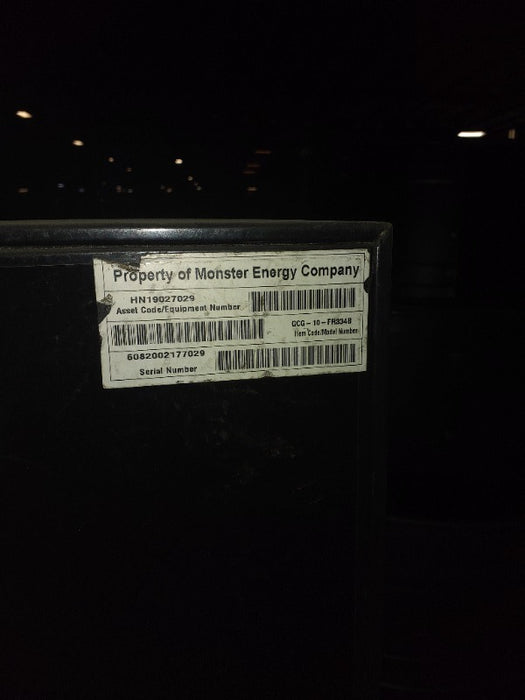 Property of Monster Energy Company
HN19027029
Asset Code/Equipment Number
GCG-10-FR334B
Item Code/Model Number
6082002177029
Serial Number